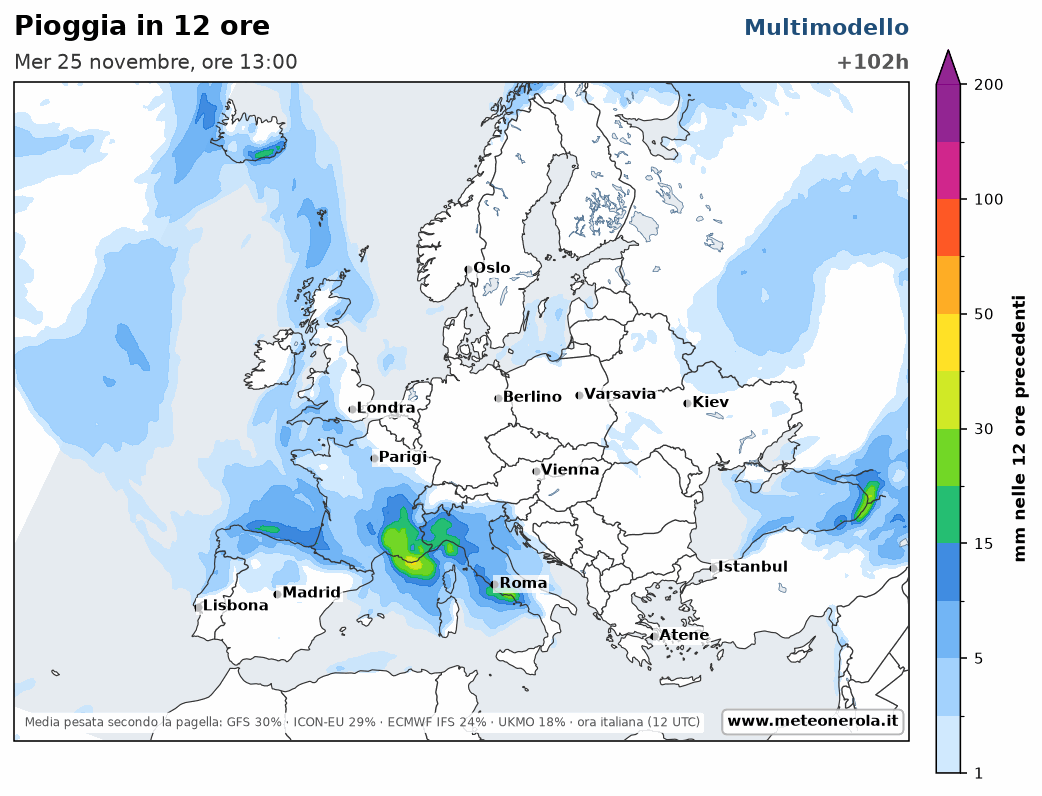 Pioggia in 12 ore
Multimodello
Mer 25 novembre, ore 13:00
+102h
200
100
50
30
15
5
1
mm nelle 12 ore precedenti
Oslo
Berlino
Varsavia
Kiev
Londra
Parigi
Vienna
Istanbul
Roma
Madrid
Lisbona
Atene
Media pesata secondo la pagella: GFS 30% · ICON-EU 29% · ECMWF IFS 24% · UKMO 18% · ora italiana (12 UTC)
www.meteonerola.it